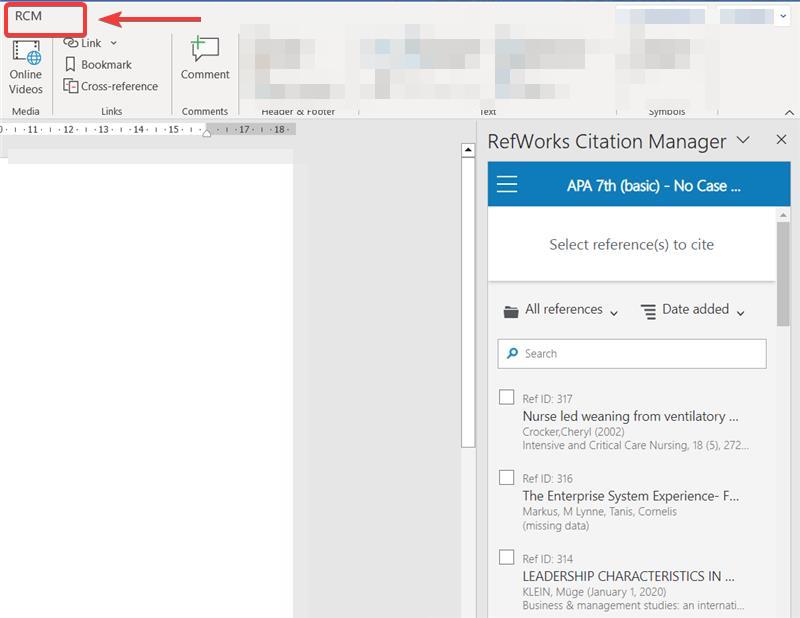 RCM
Link
Bookmark
Cross-reference
Online
Videos
Comment
Media
Links
Comments
Header & Footer
Text
Symbols
11 · 12 · 13 · 14 · 15 · 17 · 18
RefWorks Citation Manager
APA 7th (basic) - No Case ...
Select reference(s) to cite
All references
Date added
Search
Ref ID: 317
Nurse led weaning from ventilatory ...
Crocker,Cheryl (2002)
Intensive and Critical Care Nursing, 18 (5), 272...
Ref ID: 316
The Enterprise System Experience- F...
Markus, M Lynne, Tanis, Cornelis
(missing data)
Ref ID: 314
LEADERSHIP CHARACTERISTICS IN ...
KLEIN, Müge (January 1, 2020)
Business & management studies: an internati...